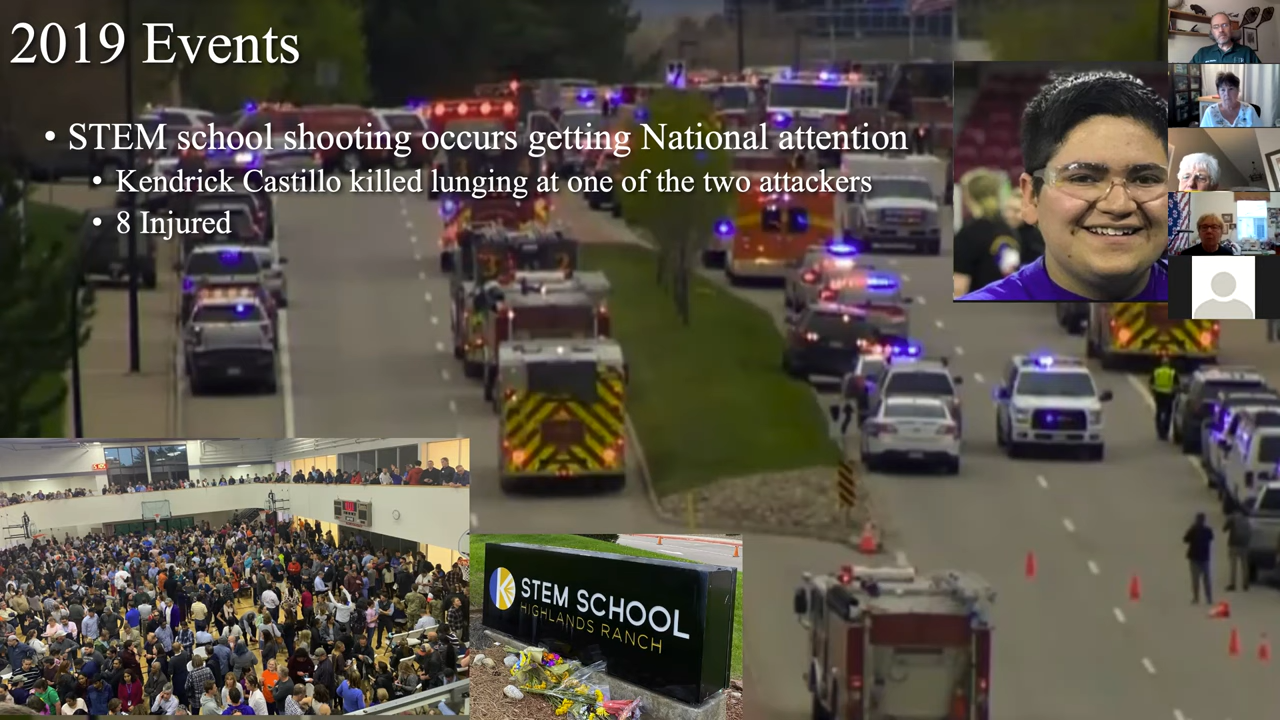 2019 Events
• STEM school shooting occurs getting National attention
• Kendrick Castillo killed lunging at one of the two attackers
• 8 Injured
STEM SCHOOL
HIGHLANDS RANCH